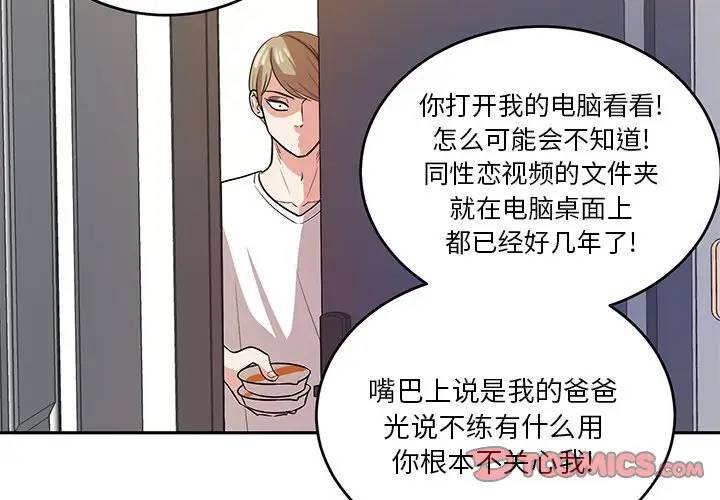 你打开我的电脑看看!
怎么可能会不知道!
同性恋视频的文件夹
就在电脑桌面上
都已经好几年了!
嘴巴上说是我的爸爸
光说不练有什么用
你根本不关心我!
TOSMICS.COM